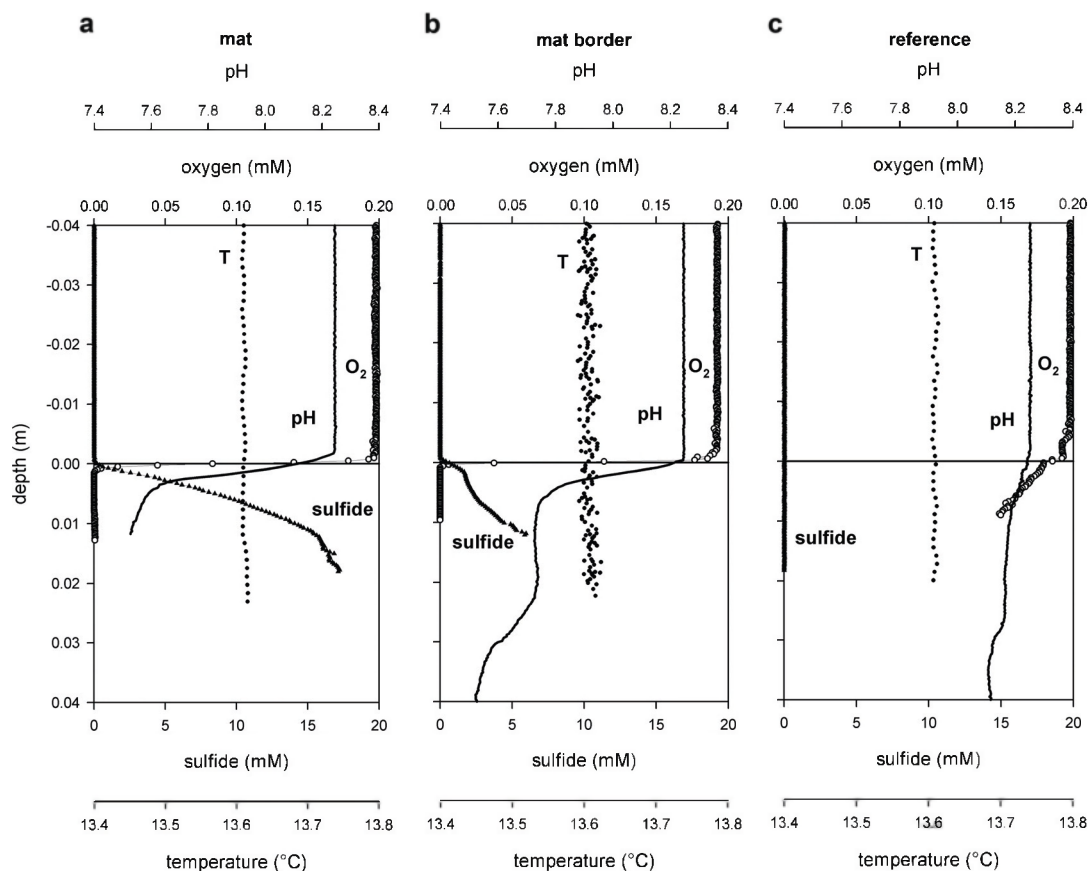 a
mat
pH
7.4 7.6 7.8 8.0 8.2 8.4
oxygen (mM)
0.00 0.05 0.10 0.15 0.20
-0.04
-0.03
-0.02
-0.01
0.00
0.01
0.02
0.03
0.04
depth (m)
T
O2
pH
sulfide
0 5 10 15 20
sulfide (mM)
13.4 13.5 13.6 13.7 13.8
temperature (°C)
b
mat border
pH
7.4 7.6 7.8 8.0 8.2 8.4
oxygen (mM)
0.00 0.05 0.10 0.15 0.20
T
O2
pH
sulfide
0 5 10 15 20
sulfide (mM)
13.4 13.5 13.6 13.7 13.8
temperature (°C)
c
reference
pH
7.4 7.6 7.8 8.0 8.2 8.4
oxygen (mM)
0.00 0.05 0.10 0.15 0.20
T
O2
pH
sulfide
0 5 10 15 20
sulfide (mM)
13.4 13.5 13.6 13.7 13.8
temperature (°C)